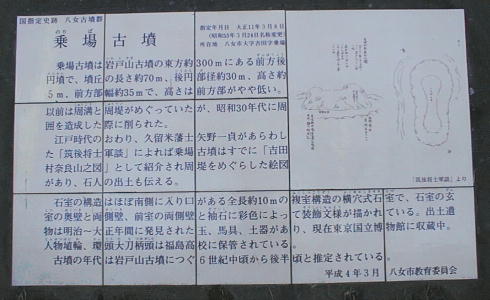 国指定史跡 八女古墳群
のりば
乗場古墳
指定年月日 大正11年3月8日
（昭和55年3月24日名称変更）
所在地 八女市大字吉田字乗場
乗場古墳は岩戸山古墳の東方約300mにある前方後
円墳で、墳丘の長さ約70m、後円部径約30m、高さ約
5m、前方部幅約35mで、高さは前方部がやや低い。
以前は周溝と周堤がめぐっていたが、昭和30年代に周
囲を造成した際に削られた。
江戸時代のおわり、久留米藩士矢野一貞があらわし
た「筑後将士軍談」によれば乗場古墳はすでに「吉田
村奈良山之図」として紹介され周堤をめぐらした絵図
があり、石人の出土も伝える。
石室の構造はほぼ南側に入り口がある全長約10mの複室構造の横穴式石室で、石室の玄
室の奥壁と両側壁、前室の両側壁と袖石に彩色によって装飾文様が描かれている。出土遺
物は明治一大正年間に発見された玉、馬具、土器があり、現在東京国立博物館に収蔵中。
人物埴輪、環頭大刀柄頭は福島高校に保管されている。
古墳の年代は岩戸山古墳につぐ6世紀中頃から後半頃と推定されている。
平成4年3月 八女市教育委員会
「筑後将士軍談」より